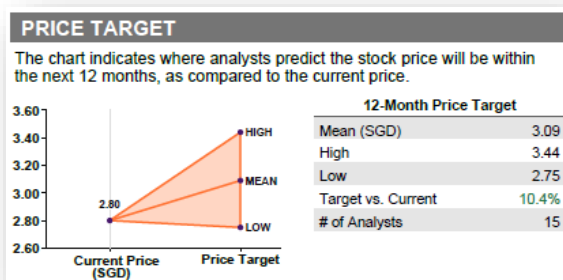 PRICE TARGET
The chart indicates where analysts predict the stock price will be within
the next 12 months, as compared to the current price.
3.60
3.40
3.20
3.00
2.80
2.60
2.80
HIGH
MEAN
LOW
Current Price
(SGD)
Price Target
12-Month Price Target
Mean (SGD) 3.09
High 3.44
Low 2.75
Target vs. Current 10.4%
# of Analysts 15